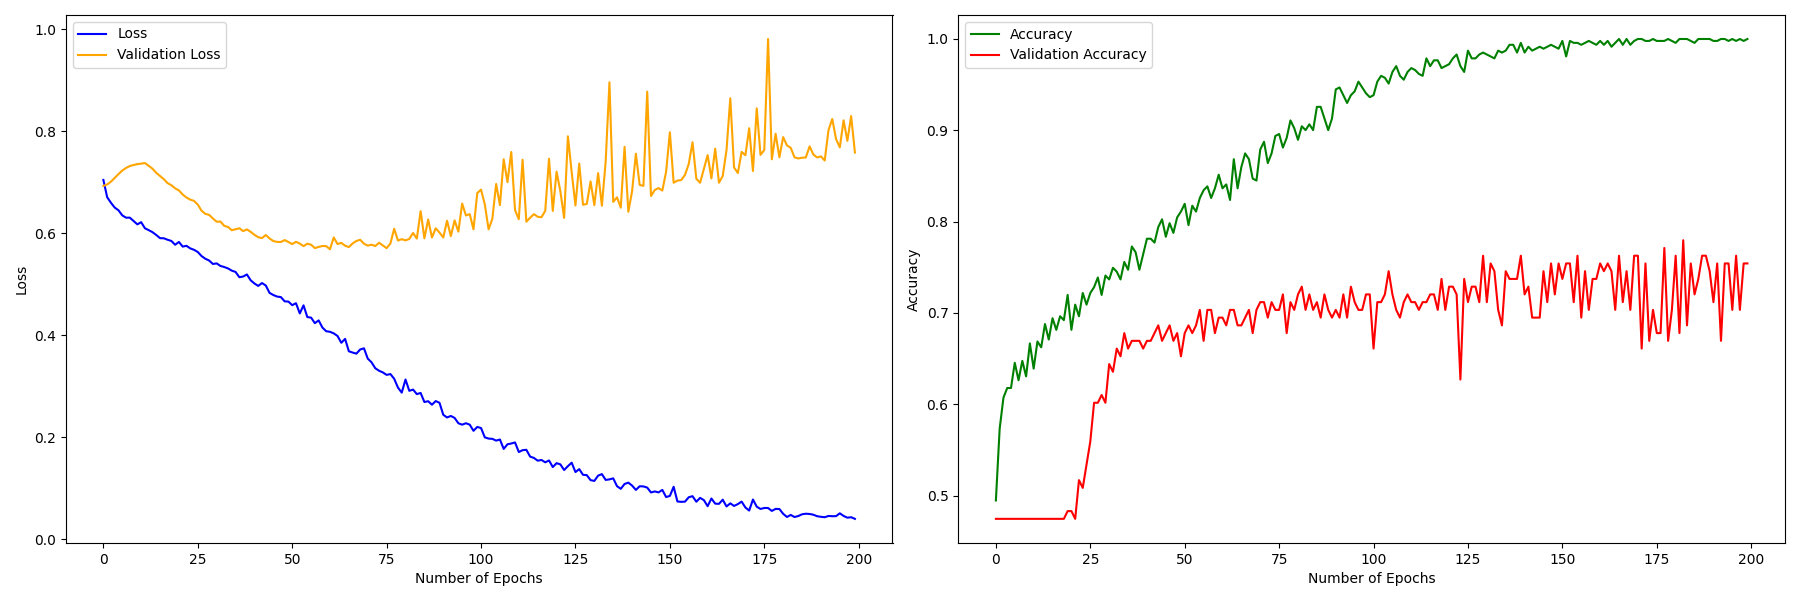 Loss
Validation Loss
1.0
0.8
0.6
0.4
0.2
0.0
Loss
0 25 50 75 100 125 150 175 200
Number of Epochs
Accuracy
Validation Accuracy
1.0
0.9
0.8
0.7
0.6
0.5
Accuracy
0 25 50 75 100 125 150 175 200
Number of Epochs